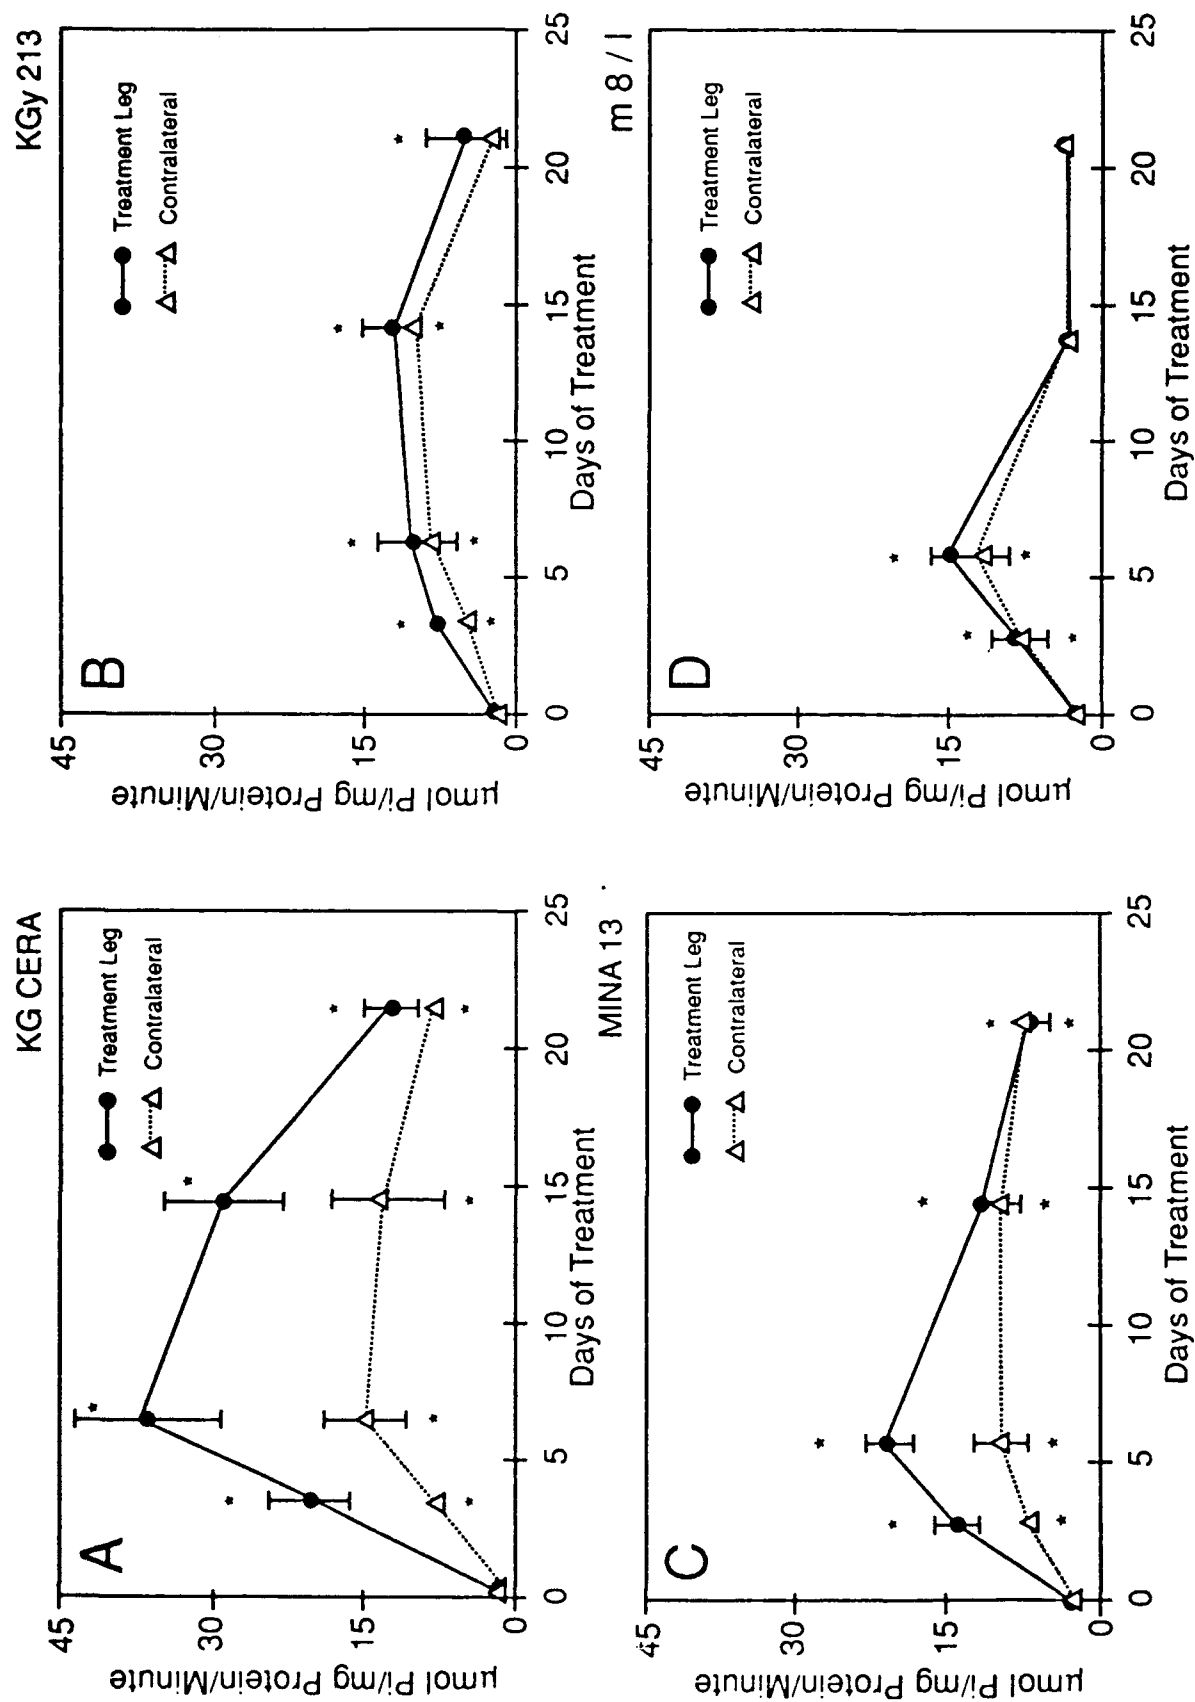 A
KG CERA
45
30
15
0
µmol Pi/mg Protein/Minute
Treatment Leg
Contralateral
*
*
*
*
*
*
*
*
0
5
10
15
20
25
Days of Treatment
B
KGy 213
45
30
15
0
µmol Pi/mg Protein/Minute
Treatment Leg
Contralateral
*
*
*
*
*
*
*
0
5
10
15
20
25
Days of Treatment
C
MINA 13
45
30
15
0
µmol Pi/mg Protein/Minute
Treatment Leg
Contralateral
*
*
*
*
*
*
*
*
0
5
10
15
20
25
Days of Treatment
D
m 8 / I
45
30
15
0
µmol Pi/mg Protein/Minute
Treatment Leg
Contralateral
*
*
*
*
0
5
10
15
20
25
Days of Treatment